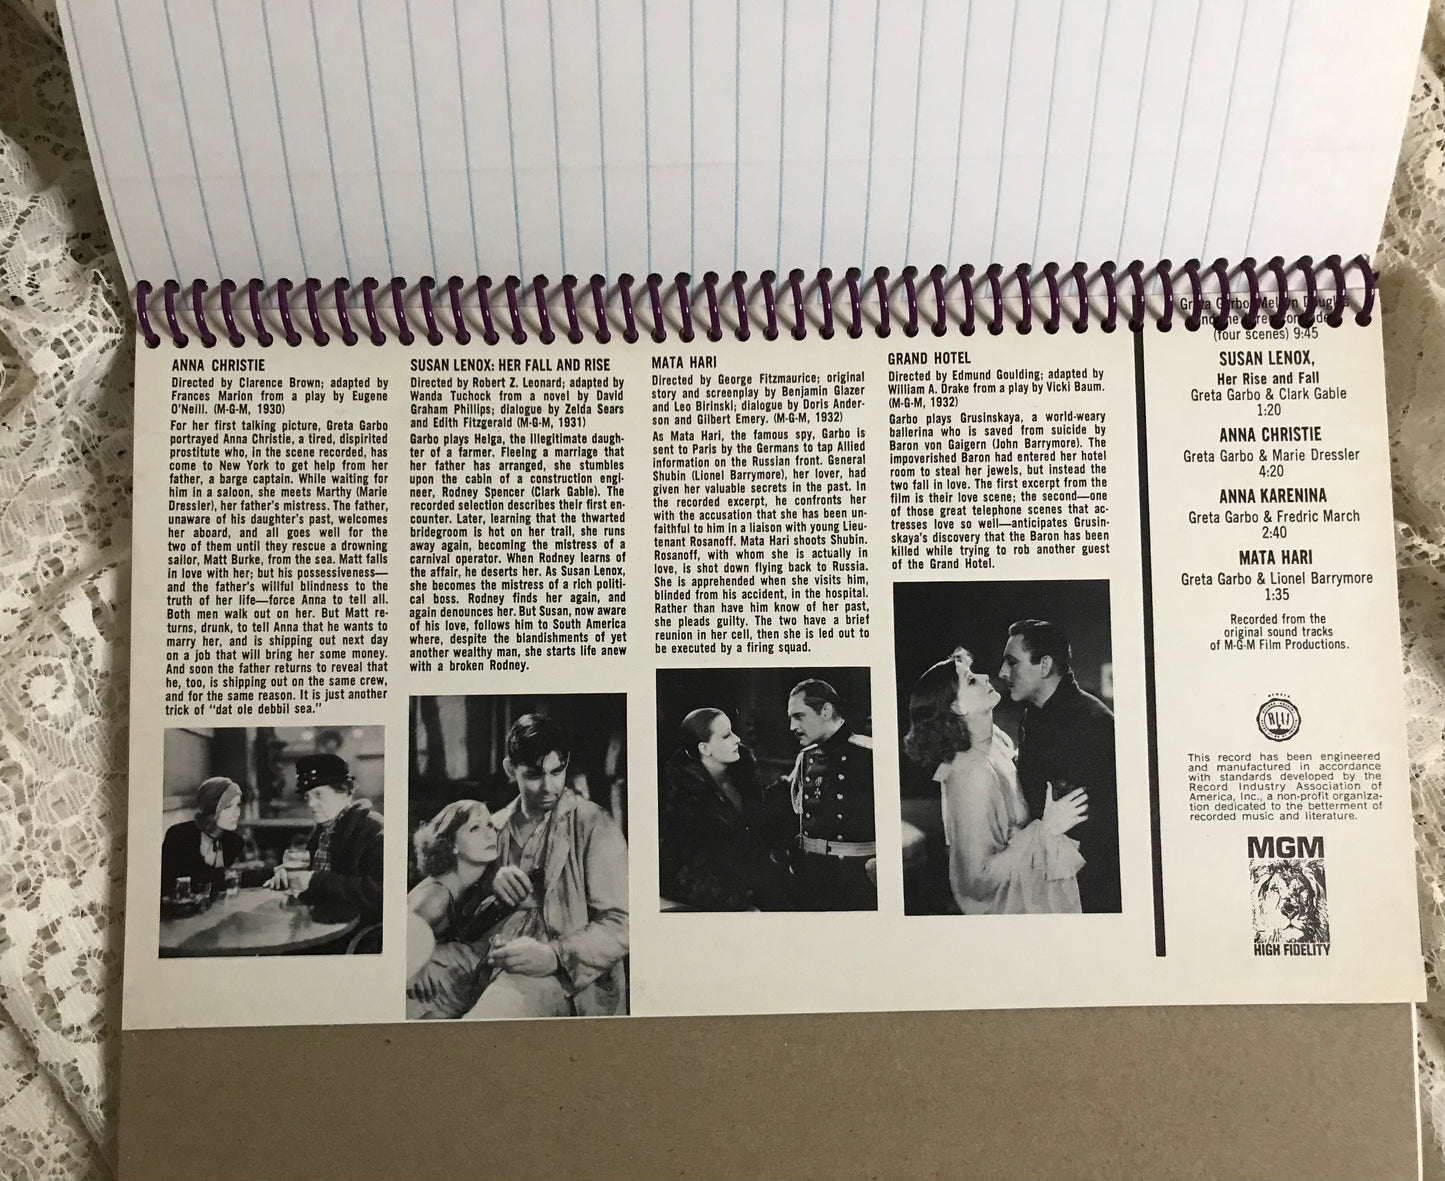 ANNA CHRISTIE
Directed by Clarence Brown; adapted by
Frances Marion from a play by Eugene
O'Neill. (M-G-M, 1930)
For her first talking picture, Greta Garbo
portrayed Anna Christie, a tired, dispirited
prostitute who, in the scene recorded, has
come to New York to get help from her
father, a barge captain. While waiting for
him in a saloon, she meets Marthy (Marie
Dressler), her father's mistress. The father,
unaware of his daughter's past, welcomes
her aboard, and all goes well for the
two of them until they rescue a drowning
sailor, Matt Burke, from the sea. Matt falls
in love with her; but his possessiveness—
and the father's willful blindness to the
truth of her life—force Anna to tell all.
Both men walk out on her. But Matt re-
turns, drunk, to tell Anna that he wants to
marry her, and is shipping out next day
on a job that will bring her some money.
And soon the father returns to reveal that
he, too, is shipping out on the same crew,
and for the same reason. It is just another
trick of "dat ole debbil sea."
SUSAN LENOX: HER FALL AND RISE
Directed by Robert Z. Leonard; adapted by
Wanda Tuchock from a novel by David
Graham Phillips; dialogue by Zelda Sears
and Edith Fitzgerald (M-G-M, 1931)
Garbo plays Helga, the illegitimate daugh-
ter of a farmer. Fleeing a marriage that
her father has arranged, she stumbles
upon the cabin of a construction engi-
neer, Rodney Spencer (Clark Gable). The
recorded selection describes their first en-
counter. Later, learning that the thwarted
bridegroom is hot on her trail, she runs
away again, becoming the mistress of a
carnival operator. When Rodney learns of
the affair, he deserts her. As Susan Lenox,
she becomes the mistress of a rich politi-
cal boss. Rodney finds her again, and
again denounces her. But Susan, now aware
of his love, follows him to South America
where, despite the blandishments of yet
another wealthy man, she starts life anew
with a broken Rodney.
MATA HARI
Directed by George Fitzmaurice; original
story and screenplay by Benjamin Glazer
and Leo Birinski; dialogue by Doris Ander-
son and Gilbert Emery. (M-G-M, 1932)
As Mata Hari, the famous spy, Garbo is
sent to Paris by the Germans to tap Allied
information on the Russian front. General
Shubin (Lionel Barrymore), her lover, had
given her valuable secrets in the past. In
the recorded excerpt, he confronts her
with the accusation that she has been un-
faithful to him in a liaison with young Lieu-
tenant Rosanoff. Mata Hari shoots Shubin.
Rosanoff, with whom she is actually in
love, is shot down flying back to Russia.
She is apprehended when she visits him,
blinded from his accident, in the hospital.
Rather than have him know of her past,
she pleads guilty. The two have a brief
reunion in her cell, then she is led out to
be executed by a firing squad.
GRAND HOTEL
Directed by Edmund Goulding; adapted by
William A. Drake from a play by Vicki Baum.
(M-G-M, 1932)
Garbo plays Grusinskaya, a world-weary
ballerina who is saved from suicide by
Baron von Gaigern (John Barrymore). The
impoverished Baron had entered her hotel
room to steal her jewels, but instead the
two fall in love. The first excerpt from the
film is their love scene; the second—one
of those great telephone scenes that ac-
tresses love so well—anticipates Grusin-
skaya's discovery that the Baron has been
killed while trying to rob another guest
of the Grand Hotel.
Greta Garbo, Melvyn Douglas
(four scenes) 9:45
SUSAN LENOX,
Her Rise and Fall
Greta Garbo & Clark Gable
1:20
ANNA CHRISTIE
Greta Garbo & Marie Dressler
4:20
ANNA KARENINA
Greta Garbo & Fredric March
2:40
MATA HARI
Greta Garbo & Lionel Barrymore
1:35
Recorded from the
original sound tracks
of M-G-M Film Productions.
This record has been engineered
and manufactured in accordance
with standards developed by the
Record Industry Association of
America, Inc., a non-profit organiza-
tion dedicated to the betterment of
recorded music and literature.
MGM
HIGH FIDELITY